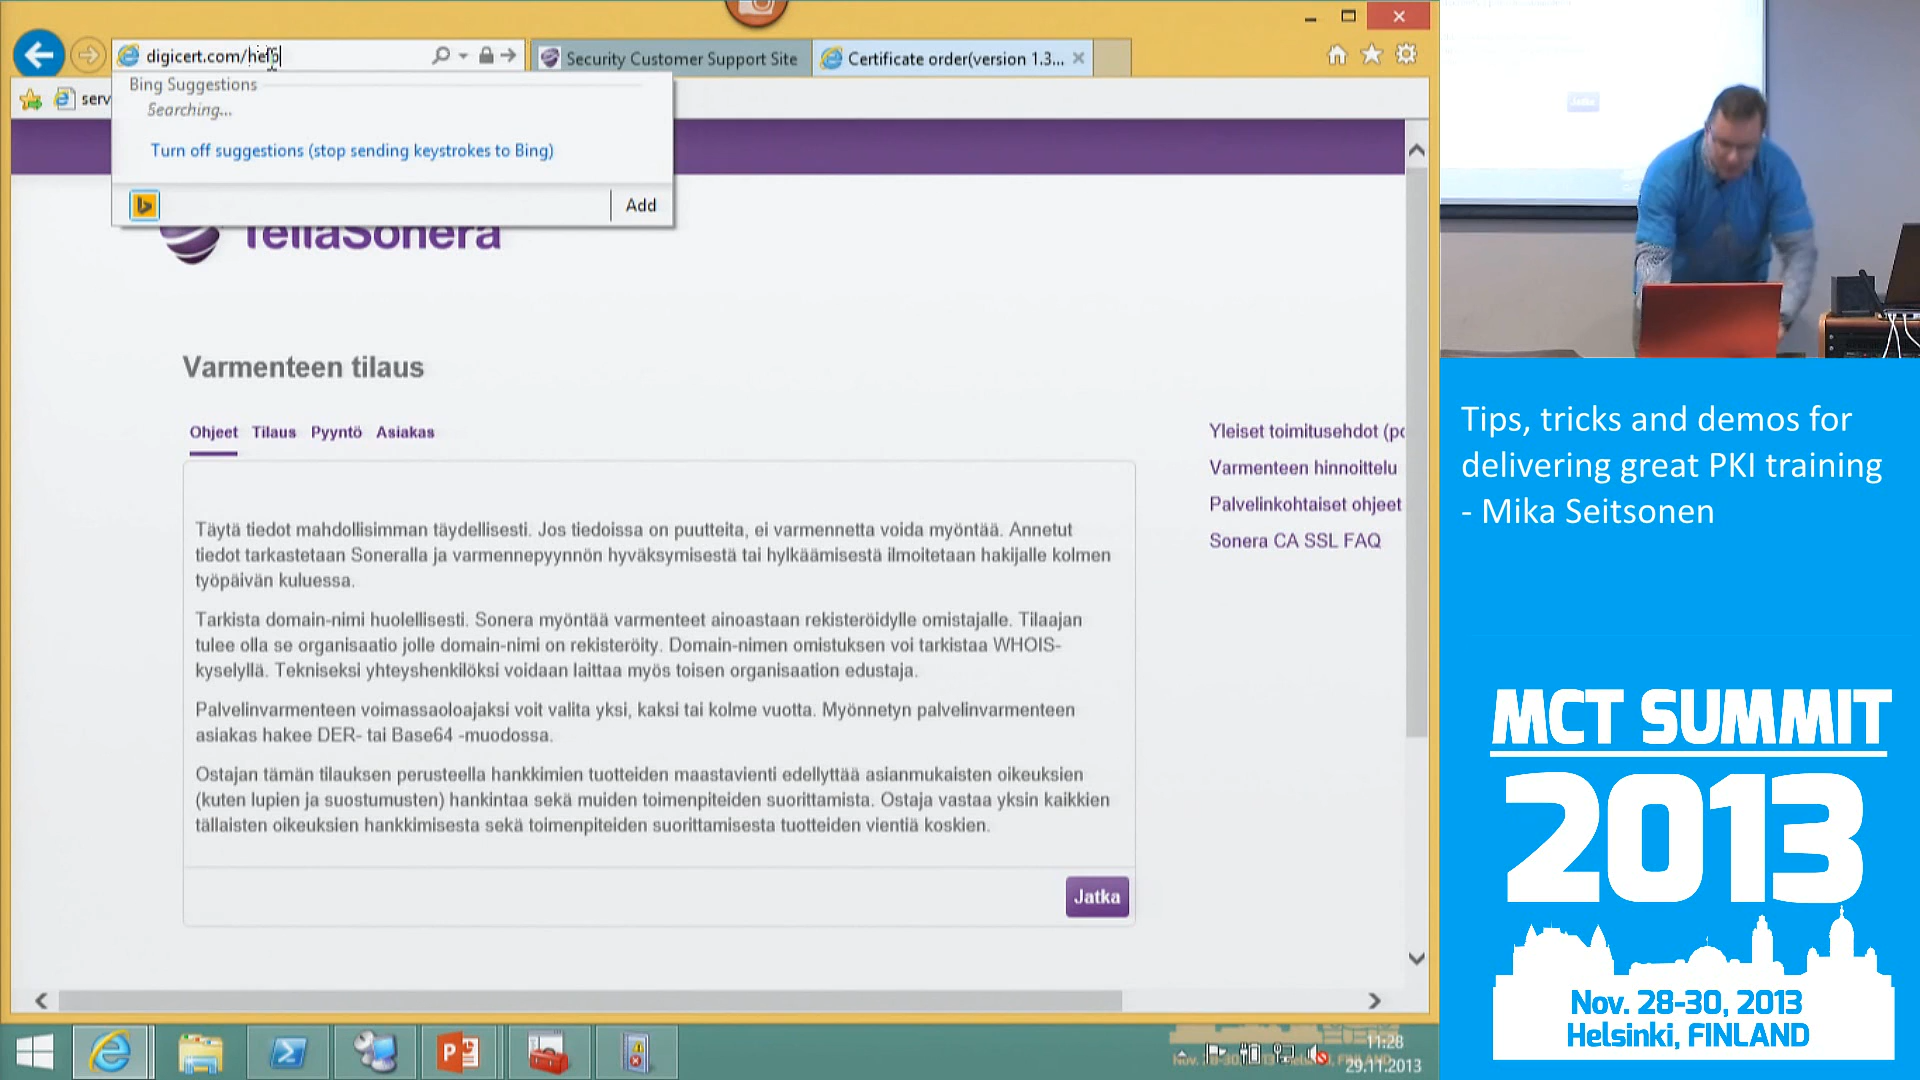 digicert.com/help
Security Customer Support Site
Certificate order(version 1.3...
Bing Suggestions
Searching...
serv
Turn off suggestions (stop sending keystrokes to Bing)
Add
TeliaSonera
Varmenteen tilaus
Ohjeet Tilaus Pyyntö Asiakas
Täytä tiedot mahdollisimman täydellisesti. Jos tiedoissa on puutteita, ei varmennetta voida myöntää. Annetut
tiedot tarkastetaan Soneralla ja varmennepyynnön hyväksymisestä tai hylkäämisestä ilmoitetaan hakijalle kolmen
työpäivän kuluessa.
Tarkista domain-nimi huolellisesti. Sonera myöntää varmenteet ainoastaan rekisteröidylle omistajalle. Tilaajan
tulee olla se organisaatio jolle domain-nimi on rekisteröity. Domain-nimen omistuksen voi tarkistaa WHOIS-
kyselyllä. Tekniseksi yhteyshenkilöksi voidaan laittaa myös toisen organisaation edustaja.
Palvelinvarmenteen voimassaoloajaksi voit valita yksi, kaksi tai kolme vuotta. Myönnetyn palvelinvarmenteen
asiakas hakee DER- tai Base64 -muodossa.
Ostajan tämän tilauksen perusteella hankkimien tuotteiden maastavienti edellyttää asianmukaisten oikeuksien
(kuten lupien ja suostumusten) hankintaa sekä muiden toimenpiteiden suorittamista. Ostaja vastaa yksin kaikkien
tällaisten oikeuksien hankkimisesta sekä toimenpiteiden suorittamisesta tuotteiden vientiä koskien.
Jatka
Yleiset toimitusehdot (po
Varmenteen hinnoittelu
Palvelinkohtaiset ohjeet
Sonera CA SSL FAQ
11:28
29.11.2013
Jatka
Tips, tricks and demos for
delivering great PKI training
- Mika Seitsonen
MCT SUMMIT
2013
Nov. 28-30, 2013
Helsinki, FINLAND